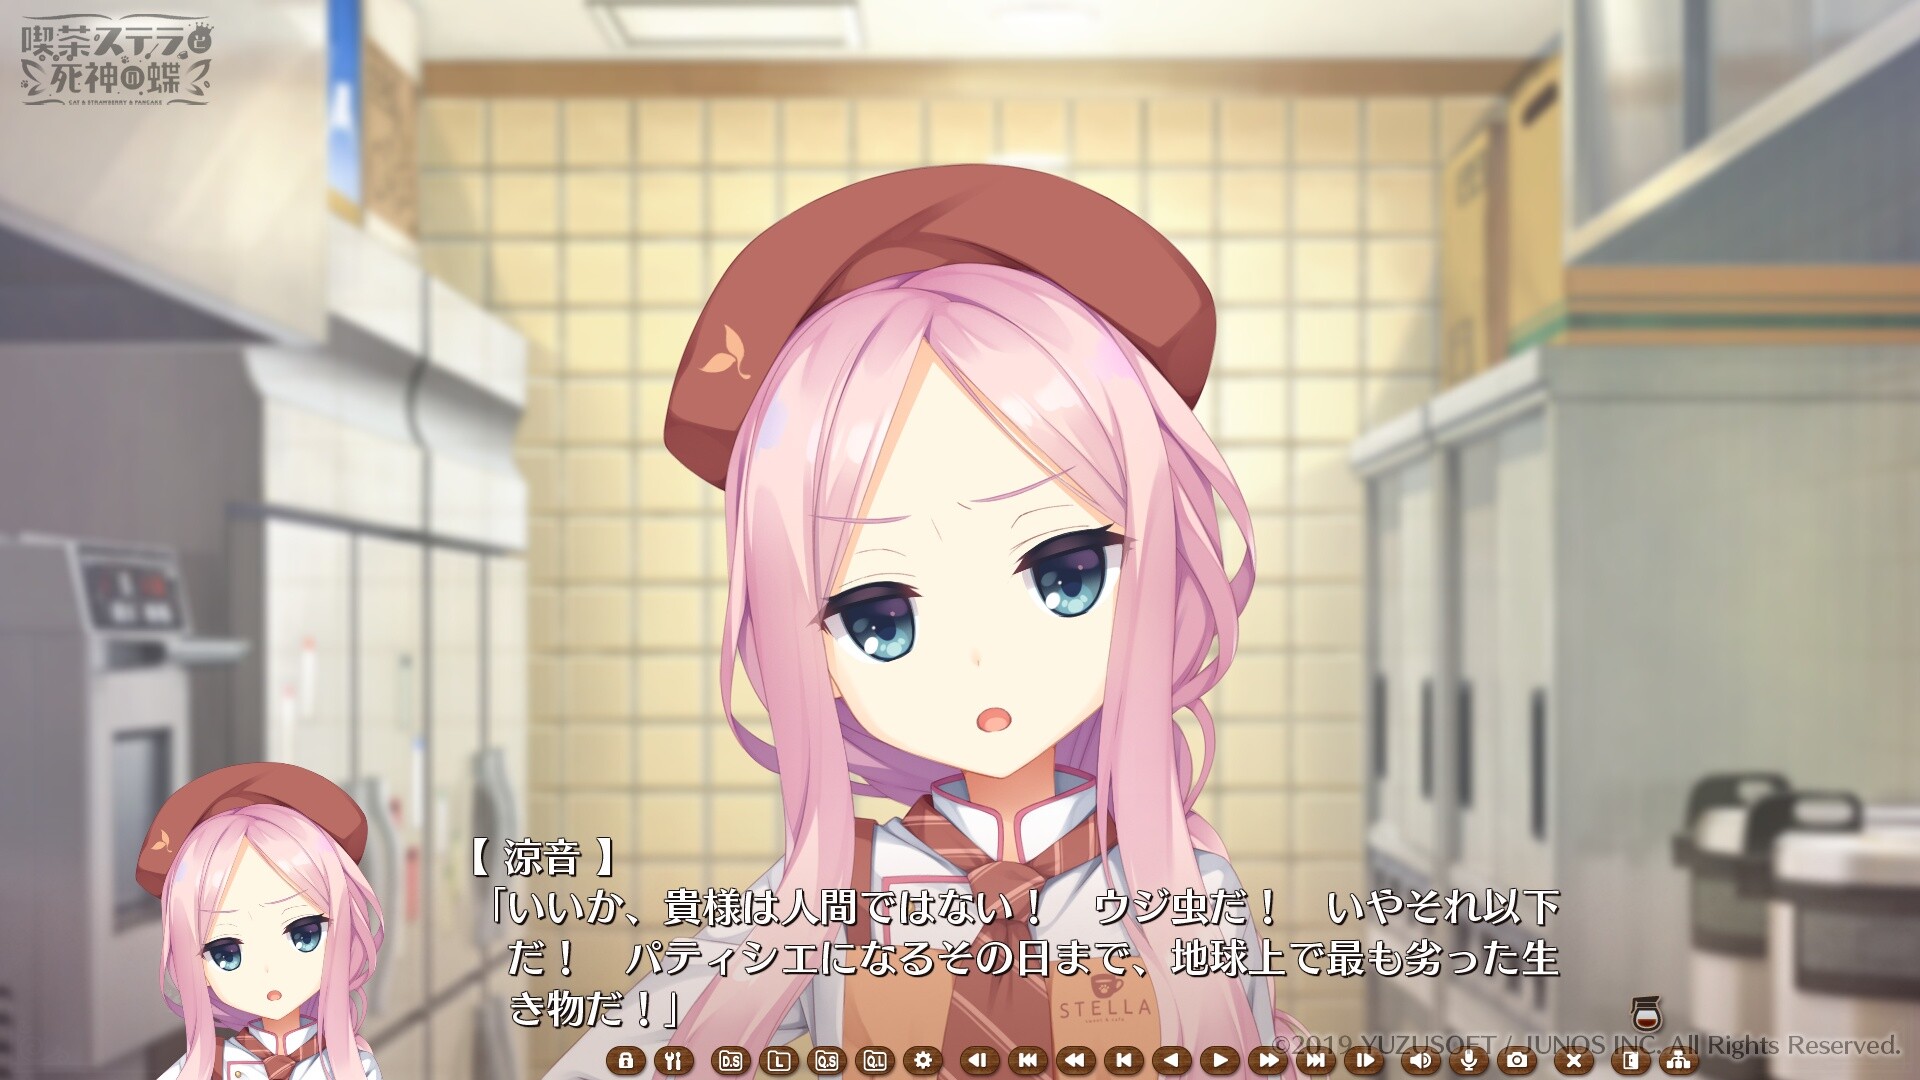 喫茶ステラと
死神の蝶
CAT & STRAWBERRY & PANCAKE
【 涼音 】
「いいか、貴様は人間ではない！　ウジ虫だ！　いやそれ以下
だ！　パティシエになるその日まで、地球上で最も劣った生
き物だ！」
STELLA
D.S L Q.S Q.L
©2019 YUZUSOFT / JUNOS INC. All Rights Reserved.